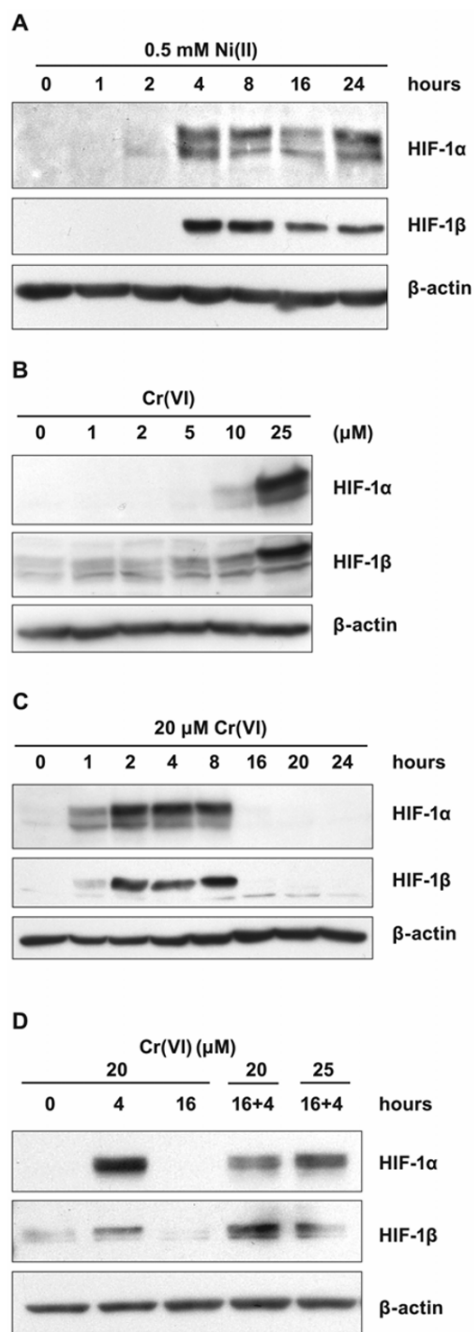 A
0.5 mM Ni(II)
0 1 2 4 8 16 24 hours
HIF-1α
HIF-1β
β-actin
B
Cr(VI)
0 1 2 5 10 25 (μM)
HIF-1α
HIF-1β
β-actin
C
20 μM Cr(VI)
0 1 2 4 8 16 20 24 hours
HIF-1α
HIF-1β
β-actin
D
Cr(VI) (μM)
20 20 25
0 4 16 16+4 16+4 hours
HIF-1α
HIF-1β
β-actin